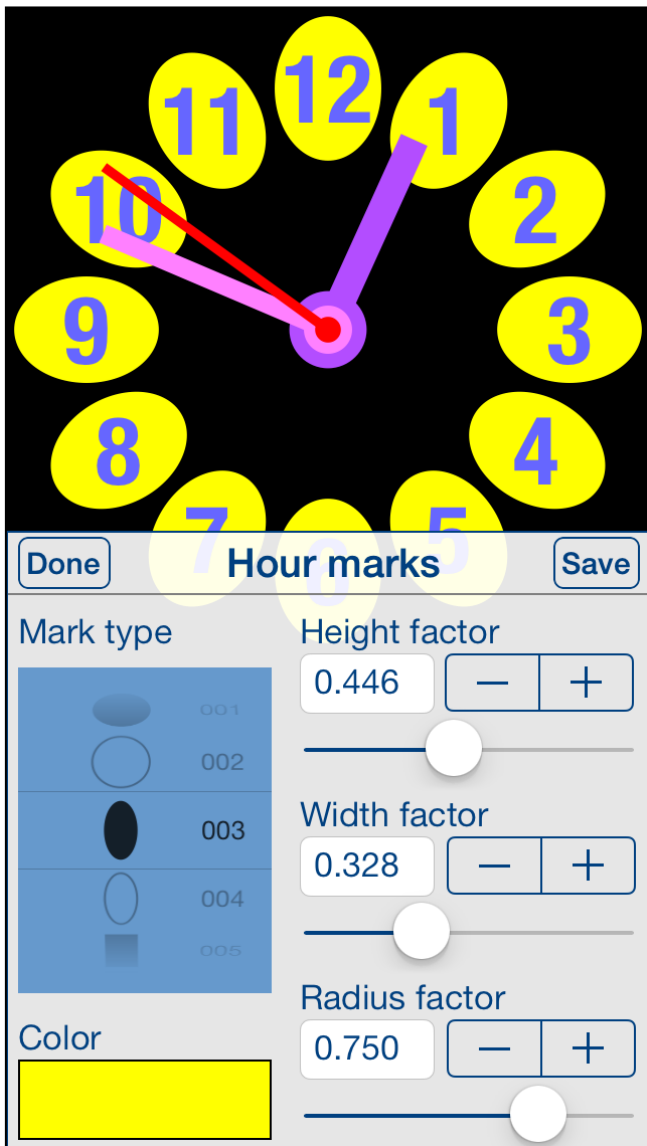 12
11
1
10
2
9
3
8
4
7
5
6
Done
Hour marks
Save
Mark type
001
002
003
004
005
Color
Height factor
0.446
− +
Width factor
0.328
− +
Radius factor
0.750
− +